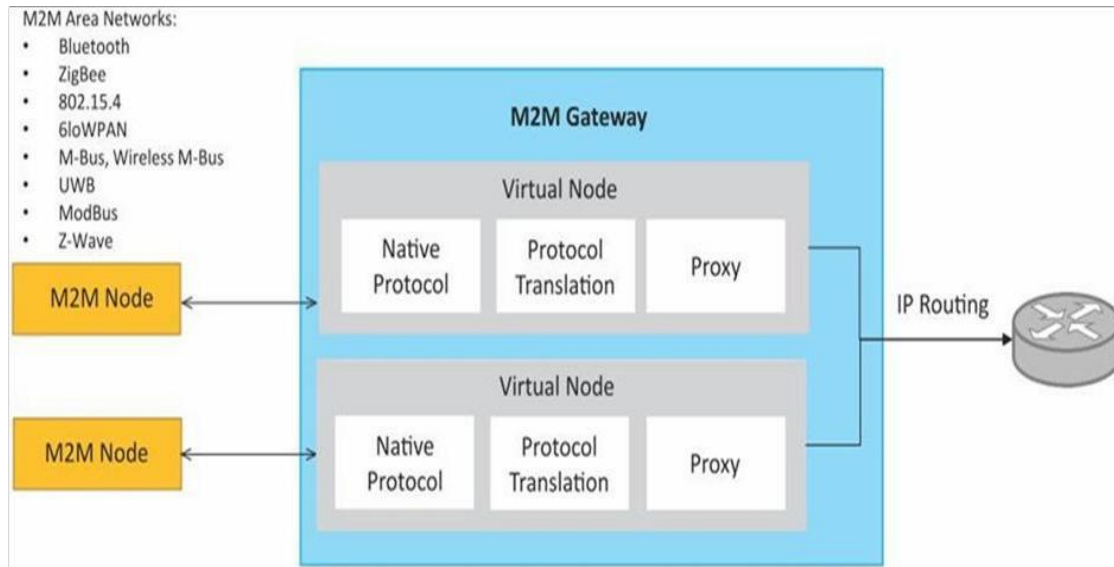 M2M Area Networks:
• Bluetooth
• ZigBee
• 802.15.4
• 6loWPAN
• M-Bus, Wireless M-Bus
• UWB
• ModBus
• Z-Wave
M2M Gateway
Virtual Node
Native
Protocol
Protocol
Translation
Proxy
M2M Node
IP Routing
Virtual Node
Native
Protocol
Protocol
Translation
Proxy
M2M Node